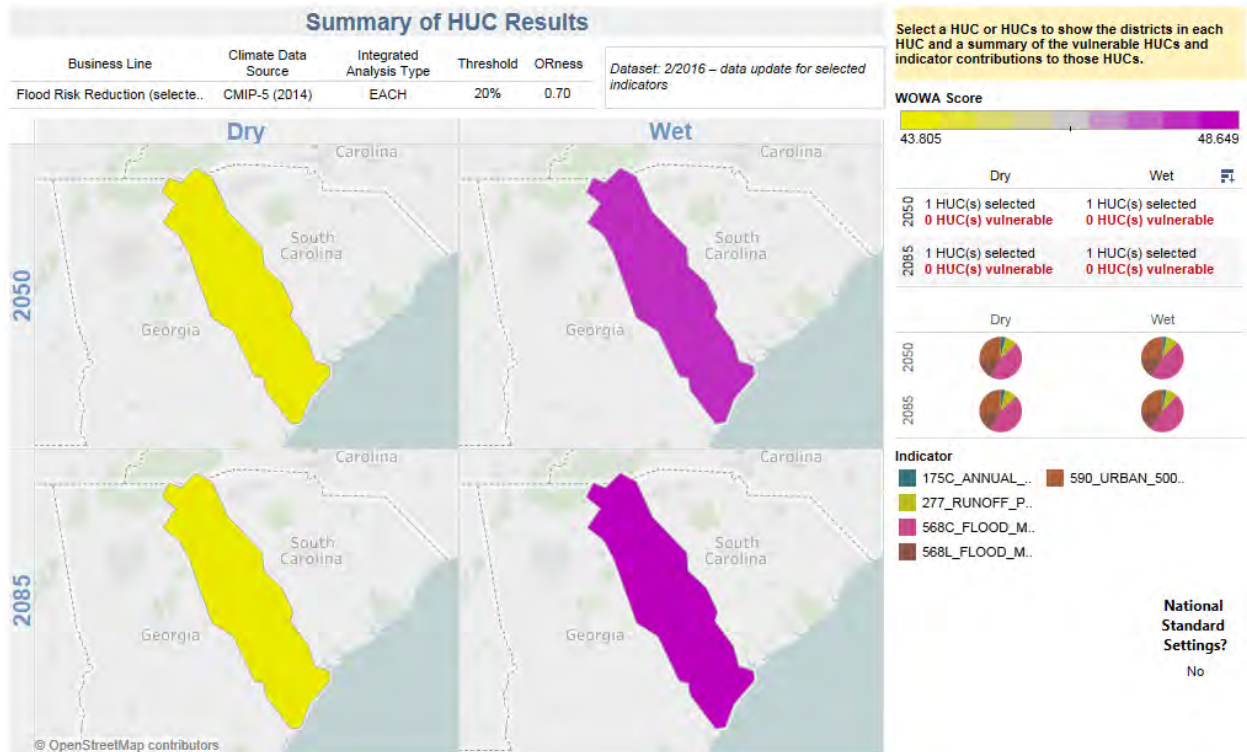 Summary of HUC Results
Business Line
Climate Data Source
Integrated Analysis Type
Threshold
ORness
Flood Risk Reduction (selecte..
CMIP-5 (2014)
EACH
20%
0.70
Dataset: 2/2016 – data update for selected
indicators
Dry
Wet
2050
Carolina
South
Carolina
Georgia
Carolina
South
Carolina
Georgia
2085
Carolina
South
Carolina
Georgia
Carolina
South
Carolina
Georgia
© OpenStreetMap contributors
Select a HUC or HUCs to show the districts in each
HUC and a summary of the vulnerable HUCs and
indicator contributions to those HUCs.
WOWA Score
43.805
48.649
Dry
Wet
2050
1 HUC(s) selected
0 HUC(s) vulnerable
1 HUC(s) selected
0 HUC(s) vulnerable
2085
1 HUC(s) selected
0 HUC(s) vulnerable
1 HUC(s) selected
0 HUC(s) vulnerable
Dry
Wet
2050
2085
Indicator
175C_ANNUAL_..
590_URBAN_500..
277_RUNOFF_P..
568C_FLOOD_M..
568L_FLOOD_M..
National
Standard
Settings?
No